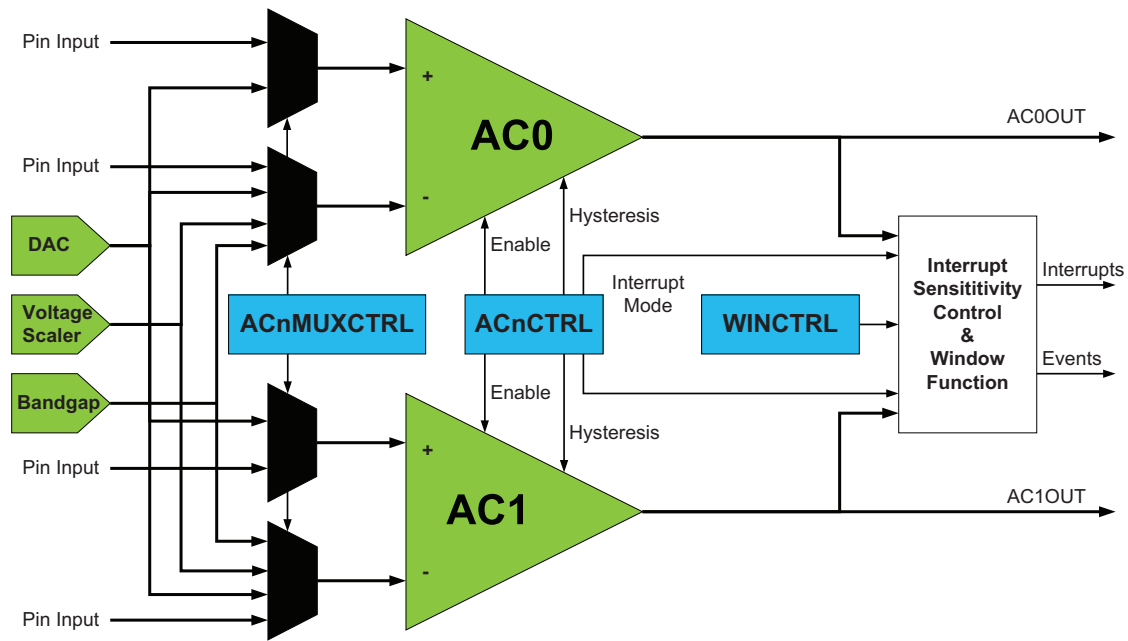 Pin Input
+
AC0
AC0OUT
Pin Input
-
Hysteresis
Enable
DAC
Interrupt
Sensititivity
Control
&
Window
Function
Interrupts
Events
Voltage
Scaler
ACnMUXCTRL
ACnCTRL
Interrupt
Mode
WINCTRL
Bandgap
Enable
Hysteresis
Pin Input
+
AC1
AC1OUT
-
Pin Input